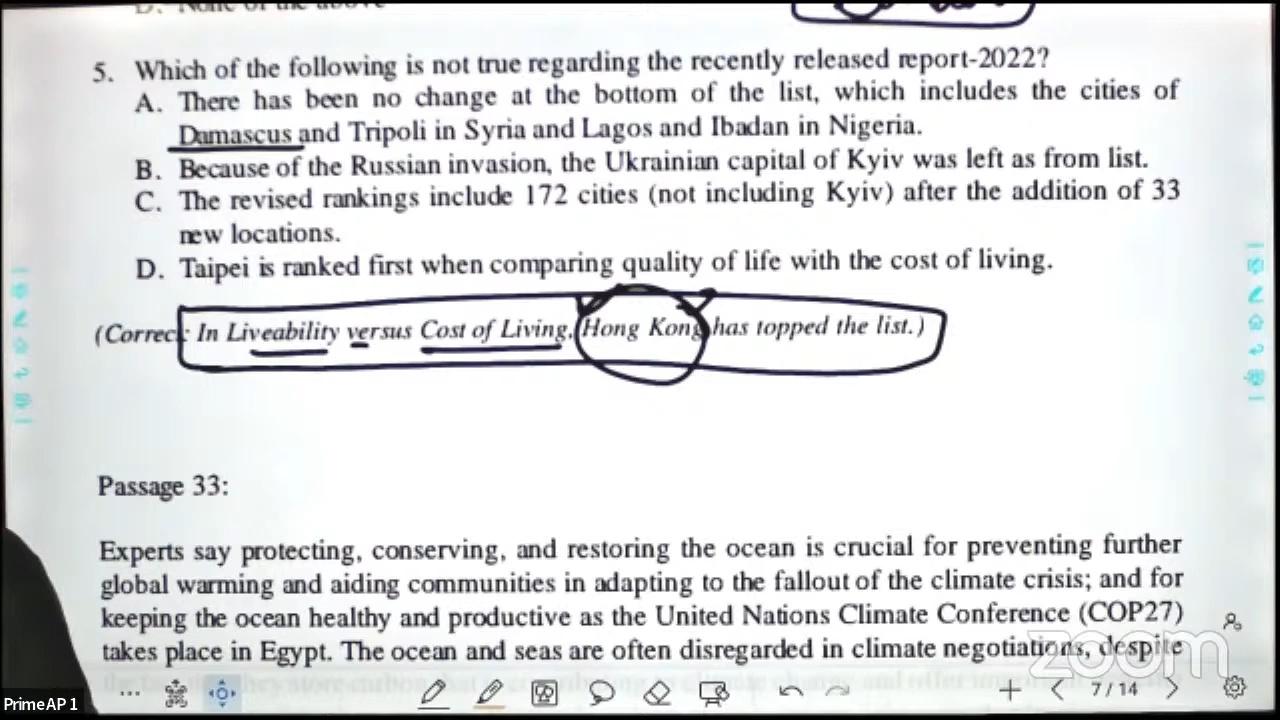 D. None of the above
5. Which of the following is not true regarding the recently released report-2022?
A. There has been no change at the bottom of the list, which includes the cities of
Damascus and Tripoli in Syria and Lagos and Ibadan in Nigeria.
B. Because of the Russian invasion, the Ukrainian capital of Kyiv was left as from list.
C. The revised rankings include 172 cities (not including Kyiv) after the addition of 33
new locations.
D. Taipei is ranked first when comparing quality of life with the cost of living.
(Correct: In Liveability versus Cost of Living, Hong Kong has topped the list.)
Passage 33:
Experts say protecting, conserving, and restoring the ocean is crucial for preventing further
global warming and aiding communities in adapting to the fallout of the climate crisis; and for
keeping the ocean healthy and productive as the United Nations Climate Conference (COP27)
takes place in Egypt. The ocean and seas are often disregarded in climate negotiations, despite
zoom
PrimeAP 1
7 / 14